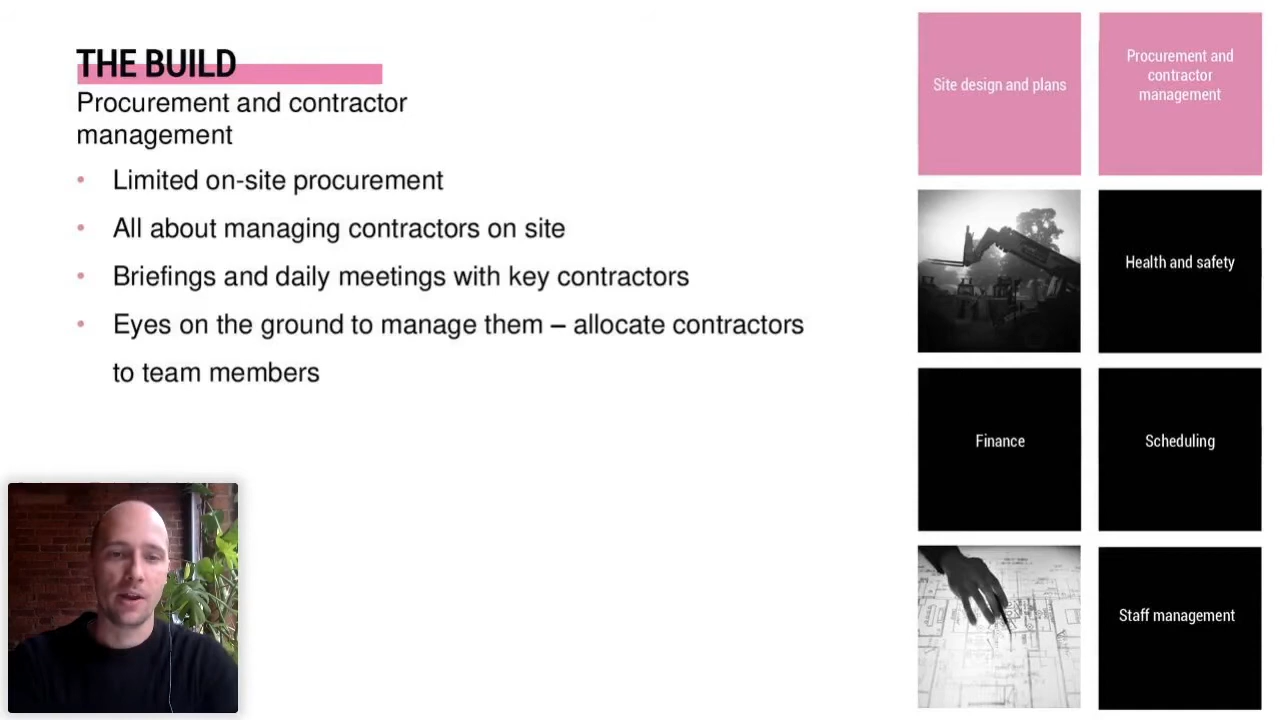 THE BUILD
Procurement and contractor
management
• Limited on-site procurement
• All about managing contractors on site
• Briefings and daily meetings with key contractors
• Eyes on the ground to manage them – allocate contractors
to team members
Site design and plans
Procurement and
contractor
management
Health and safety
Finance
Scheduling
Staff management